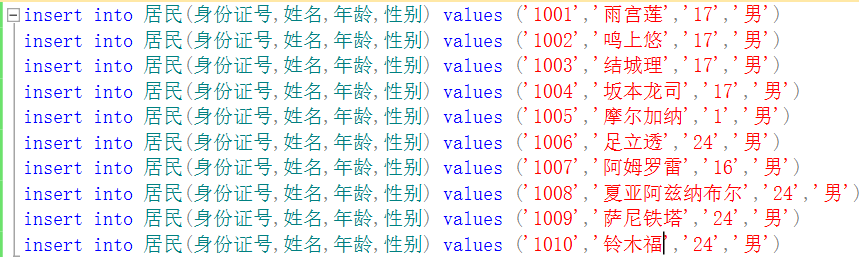 insert into 居民(身份证号,姓名,年龄,性别) values ('1001','雨宫莲','17','男')
insert into 居民(身份证号,姓名,年龄,性别) values ('1002','鸣上悠','17','男')
insert into 居民(身份证号,姓名,年龄,性别) values ('1003','结城理','17','男')
insert into 居民(身份证号,姓名,年龄,性别) values ('1004','坂本龙司','17','男')
insert into 居民(身份证号,姓名,年龄,性别) values ('1005','摩尔加纳','1','男')
insert into 居民(身份证号,姓名,年龄,性别) values ('1006','足立透','24','男')
insert into 居民(身份证号,姓名,年龄,性别) values ('1007','阿姆罗雷','16','男')
insert into 居民(身份证号,姓名,年龄,性别) values ('1008','夏亚阿兹纳布尔','24','男')
insert into 居民(身份证号,姓名,年龄,性别) values ('1009','萨尼铁塔','24','男')
insert into 居民(身份证号,姓名,年龄,性别) values ('1010','铃木福','24','男')